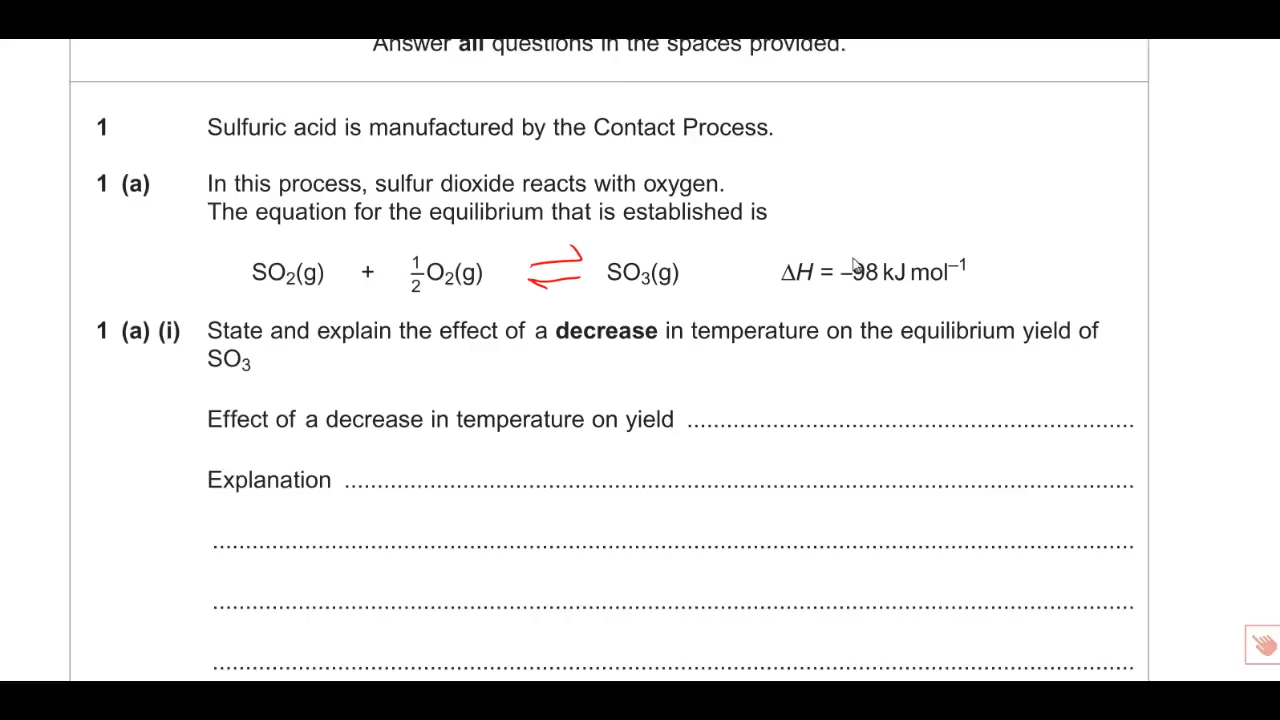 Answer all questions in the spaces provided.
1 Sulfuric acid is manufactured by the Contact Process.
1 (a) In this process, sulfur dioxide reacts with oxygen.
The equation for the equilibrium that is established is
SO₂(g) + ½O₂(g) ⇌ SO₃(g) ΔH = –98 kJ mol⁻¹
1 (a) (i) State and explain the effect of a decrease in temperature on the equilibrium yield of
SO₃
Effect of a decrease in temperature on yield ....................................................................
Explanation ........................................................................................................................
............................................................................................................................................
............................................................................................................................................
............................................................................................................................................